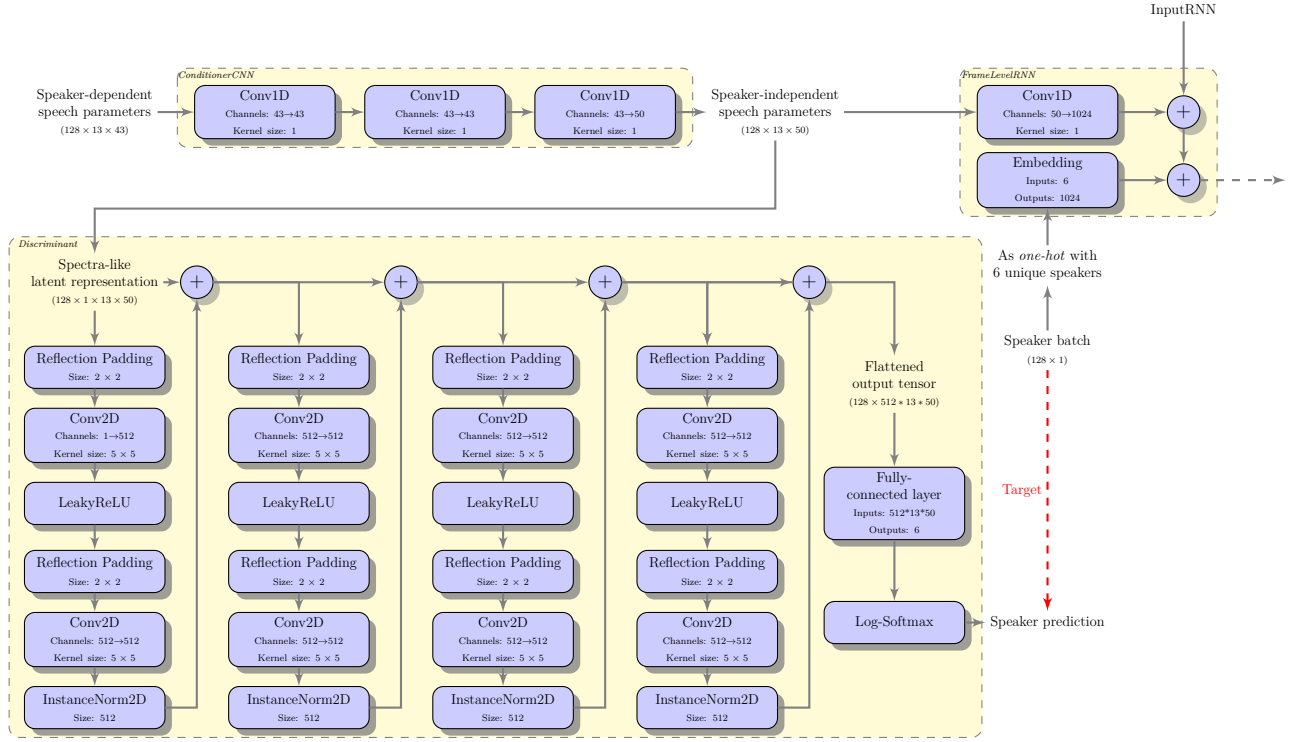 InputRNN
ConditionerCNN
Speaker-dependent
speech parameters
(128 × 13 × 43)
Conv1D
Channels: 43→43
Kernel size: 1
Conv1D
Channels: 43→43
Kernel size: 1
Conv1D
Channels: 43→50
Kernel size: 1
Speaker-independent
speech parameters
(128 × 13 × 50)
FrameLevelRNN
Conv1D
Channels: 50→1024
Kernel size: 1
+
Embedding
Inputs: 6
Outputs: 1024
+
As one-hot with
6 unique speakers
Speaker batch
(128 × 1)
Target
Speaker prediction
Discriminant
Spectra-like
latent representation
(128 × 1 × 13 × 50)
+
+
+
+
Reflection Padding
Size: 2 × 2
Conv2D
Channels: 1→512
Kernel size: 5 × 5
LeakyReLU
Reflection Padding
Size: 2 × 2
Conv2D
Channels: 512→512
Kernel size: 5 × 5
InstanceNorm2D
Size: 512
Reflection Padding
Size: 2 × 2
Conv2D
Channels: 512→512
Kernel size: 5 × 5
LeakyReLU
Reflection Padding
Size: 2 × 2
Conv2D
Channels: 512→512
Kernel size: 5 × 5
InstanceNorm2D
Size: 512
Reflection Padding
Size: 2 × 2
Conv2D
Channels: 512→512
Kernel size: 5 × 5
LeakyReLU
Reflection Padding
Size: 2 × 2
Conv2D
Channels: 512→512
Kernel size: 5 × 5
InstanceNorm2D
Size: 512
Reflection Padding
Size: 2 × 2
Conv2D
Channels: 512→512
Kernel size: 5 × 5
LeakyReLU
Reflection Padding
Size: 2 × 2
Conv2D
Channels: 512→512
Kernel size: 5 × 5
InstanceNorm2D
Size: 512
Flattened
output tensor
(128 × 512 ∗ 13 ∗ 50)
Fully-
connected layer
Inputs: 512*13*50
Outputs: 6
Log-Softmax